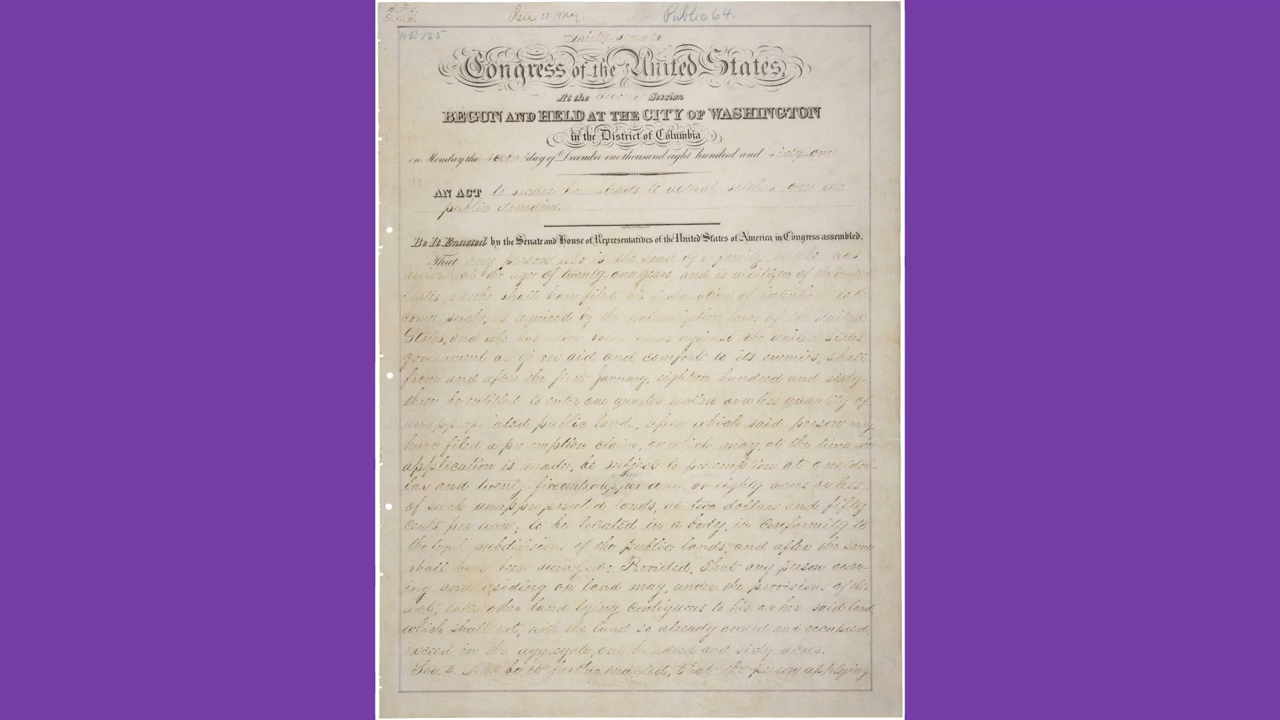 Public 64.
HR 125
Thirty-Seventh
Congress of the United States,
At the Second Session
BEGUN AND HELD AT THE CITY OF WASHINGTON
in the District of Columbia
on Monday the second day of December one thousand eight hundred and sixty-one
AN ACT to secure homesteads to actual settlers on the
public domain.
Be It Enacted by the Senate and House of Representatives of the United States of America in Congress assembled.
That any person who is the head of a family, or who has
arrived at the age of twenty one years, and is a citizen of the United
States, or who shall have filed his declaration of intention to be-
come such, as required by the naturalization laws of the United
States, and who has never borne arms against the United States
government or given aid and comfort to its enemies, shall
from and after the first January, eighteen hundred and sixty
three be entitled to enter one quarter section or a less quantity of
unappropriated public lands, upon which said person may
have filed a pre emption claim, or which may, at the time
application is made, be subject to preemption at one dol-
lar and twenty five cents, or less, per acre; or eighty acres or less
of such unappropriated lands, at two dollars and fifty
cents per acre, to be located in a body, in conformity to
the legal subdivisions of the public lands, and after the same
shall have been surveyed: Provided, That any person own-
ing and residing on land may, under the provisions of this
act, enter other land lying contiguous to his or her said land
which shall not, with the land so already owned and occupied,
exceed in the aggregate, one hundred and sixty acres.
Sec. 2. And be it further enacted, That the person applying